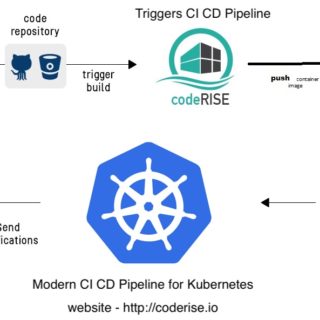 Triggers CI CD Pipeline
code
repository
trigger
build
codeRISE
push container
image
Send
ications
Modern CI CD Pipeline for Kubernetes
website - http://coderise.io